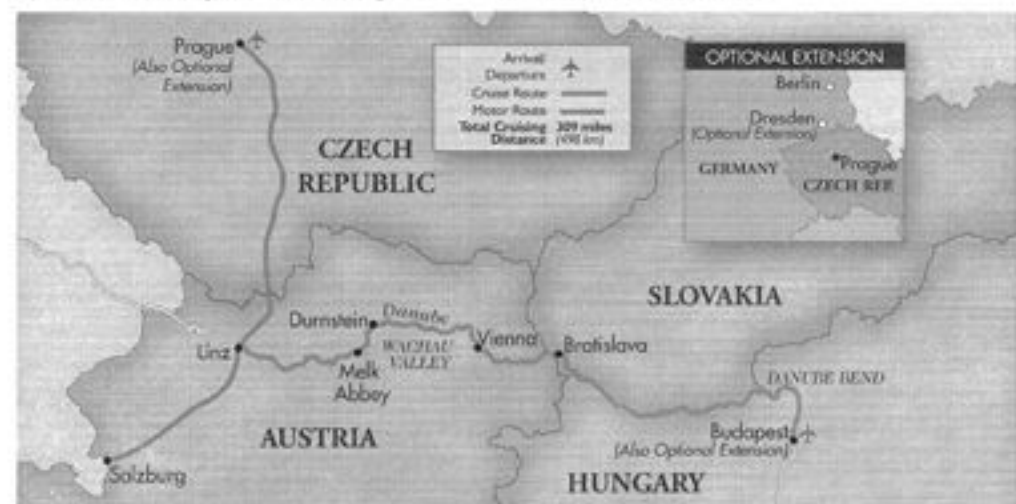 Prague
(Also Optional
Extension)
Arrival/
Departure
Cruise Route
Motor Route
Total Cruising 309 miles
Distance (498 km)
OPTIONAL EXTENSION
Berlin
Dresden
(Optional Extension)
GERMANY
Prague
CZECH REP.
CZECH
REPUBLIC
SLOVAKIA
Durnstein
Danube
WACHAU
VALLEY
Vienna
Bratislava
Linz
Melk
Abbey
DANUBE BEND
AUSTRIA
Budapest
(Also Optional Extension)
Salzburg
HUNGARY